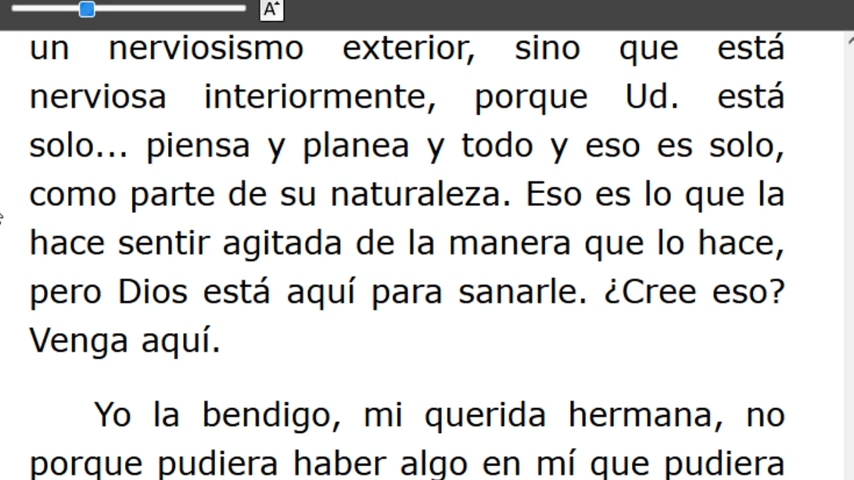 A
un nerviosismo exterior, sino que está
nerviosa interiormente, porque Ud. está
solo... piensa y planea y todo y eso es solo,
como parte de su naturaleza. Eso es lo que la
hace sentir agitada de la manera que lo hace,
pero Dios está aquí para sanarle. ¿Cree eso?
Venga aquí.
Yo la bendigo, mi querida hermana, no
porque pudiera haber algo en mí que pudiera